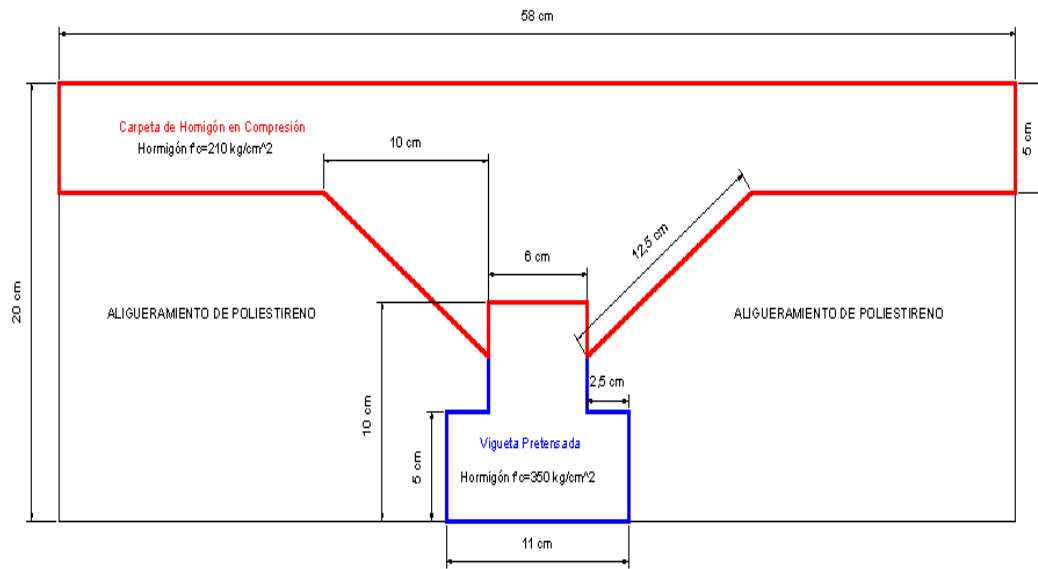 58 cm
Carpeta de Hormigón en Compresión
Hormigón f'c=210 kg/cm^2
10 cm
5 cm
12,5 cm
6 cm
20 cm
ALIGUERAMIENTO DE POLIESTIRENO
ALIGUERAMIENTO DE POLIESTIRENO
2,5 cm
10 cm
Vigueta Pretensada
5 cm
Hormigón f'c=350 kg/cm^2
11 cm